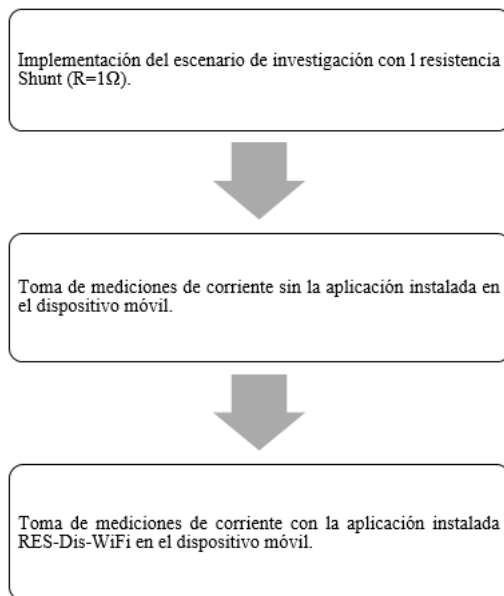 Implementación del escenario de investigación con l resistencia
Shunt (R=1Ω).
Toma de mediciones de corriente sin la aplicación instalada en
el dispositivo móvil.
Toma de mediciones de corriente con la aplicación instalada
RES-Dis-WiFi en el dispositivo móvil.